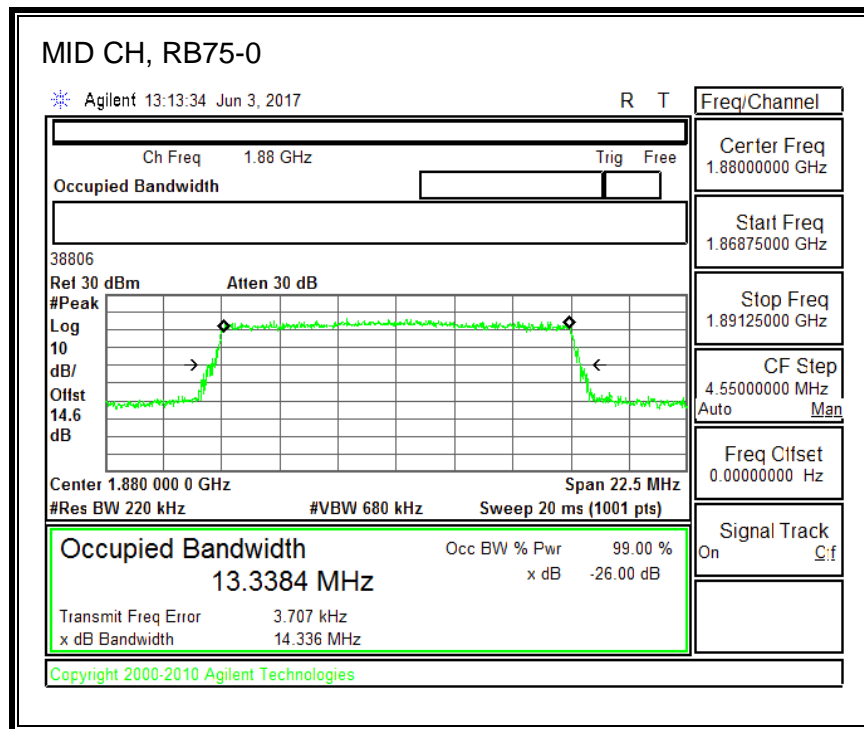 MID CH, RB75-0
Agilent 13:13:34 Jun 3, 2017 R T
Freq/Channel
Ch Freq 1.88 GHz Trig Free
Occupied Bandwidth
Center Freq
1.88000000 GHz
Start Freq
1.86875000 GHz
Stop Freq
1.89125000 GHz
CF Step
4.55000000 MHz
Auto Man
Freq Offset
0.00000000 Hz
Signal Track
On Off
38806
Ref 30 dBm Atten 30 dB
#Peak
Log
10
dB/
Offst
14.6
dB
Center 1.880 000 0 GHz Span 22.5 MHz
#Res BW 220 kHz #VBW 680 kHz Sweep 20 ms (1001 pts)
Occupied Bandwidth
13.3384 MHz
Occ BW % Pwr 99.00 %
x dB -26.00 dB
Transmit Freq Error 3.707 kHz
x dB Bandwidth 14.336 MHz
Copyright 2000-2010 Agilent Technologies